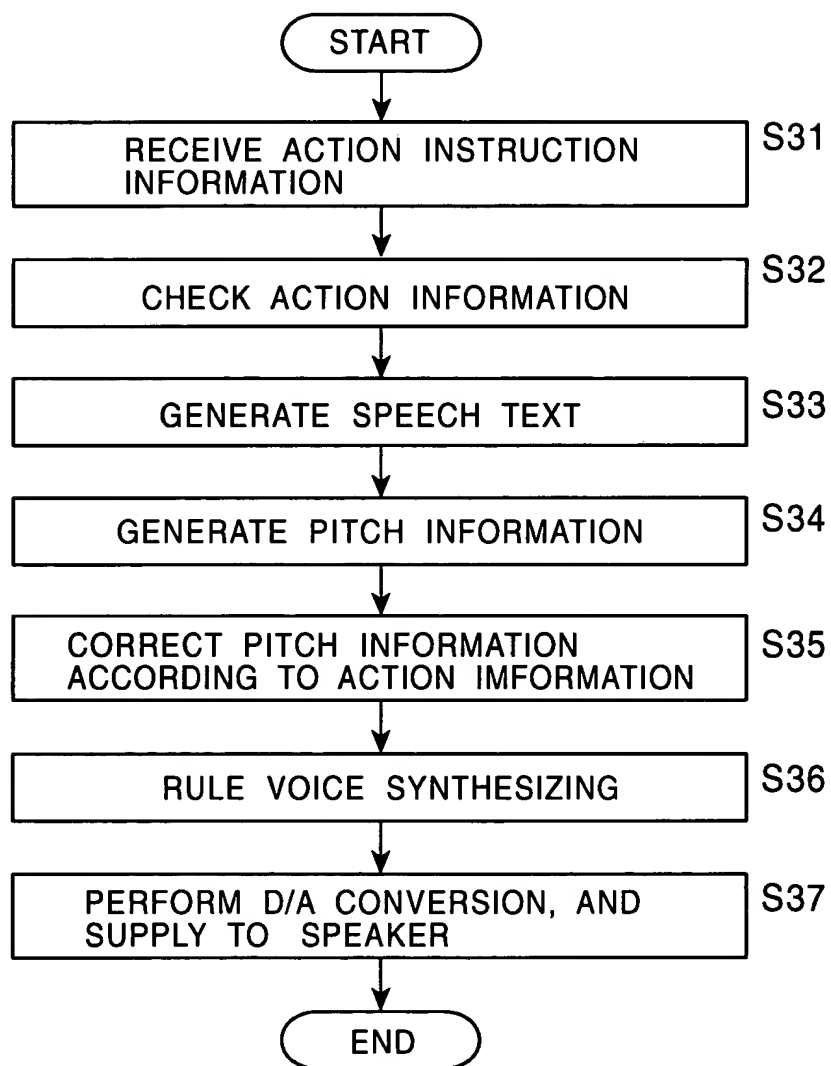 START
S31
RECEIVE ACTION INSTRUCTION
INFORMATION
S32
CHECK ACTION INFORMATION
S33
GENERATE SPEECH TEXT
S34
GENERATE PITCH INFORMATION
S35
CORRECT PITCH INFORMATION
ACCORDING TO ACTION IMFORMATION
S36
RULE VOICE SYNTHESIZING
S37
PERFORM D/A CONVERSION, AND
SUPPLY TO SPEAKER
END